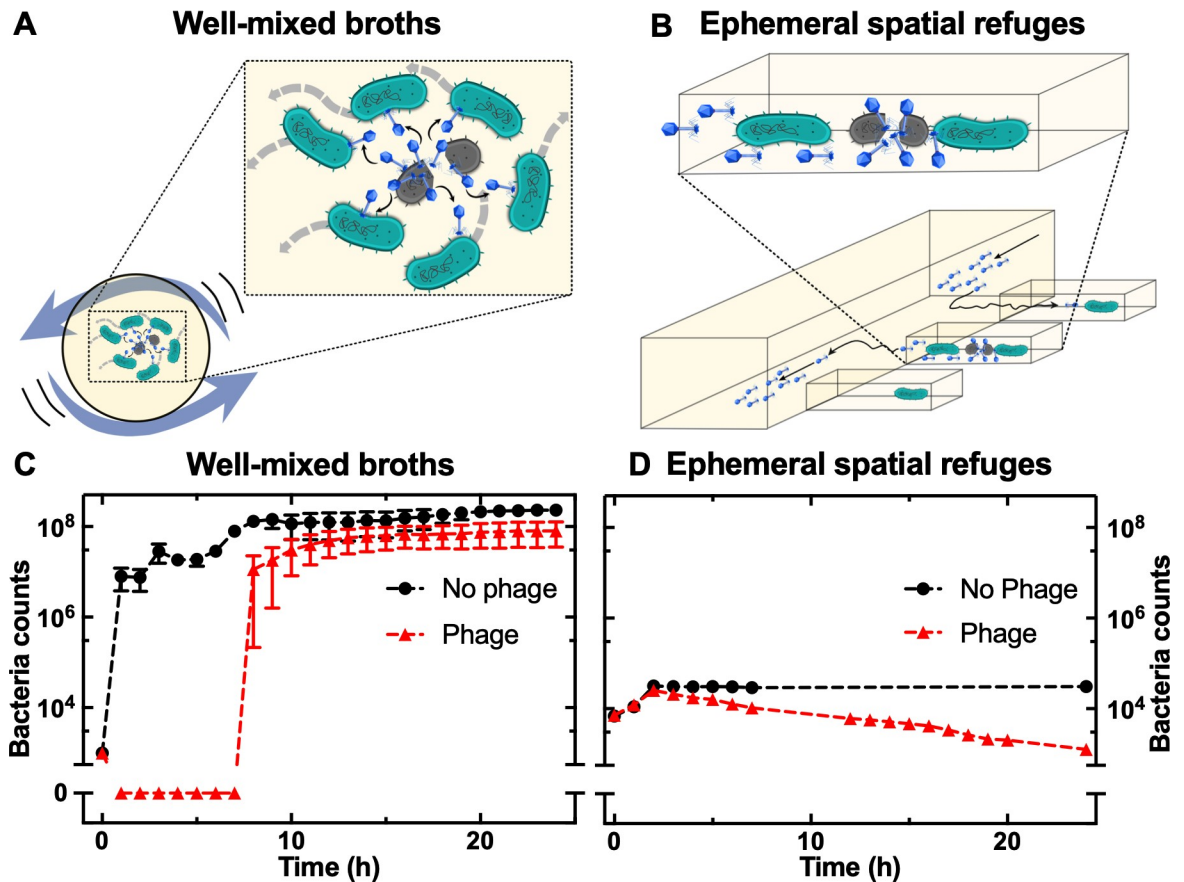 A Well-mixed broths
B Ephemeral spatial refuges
C Well-mixed broths
Bacteria counts
10^8
10^6
10^4
0
No phage
Phage
0 10 20
Time (h)
D Ephemeral spatial refuges
No Phage
Phage
10^8
10^6
10^4
Bacteria counts
0 10 20
Time (h)